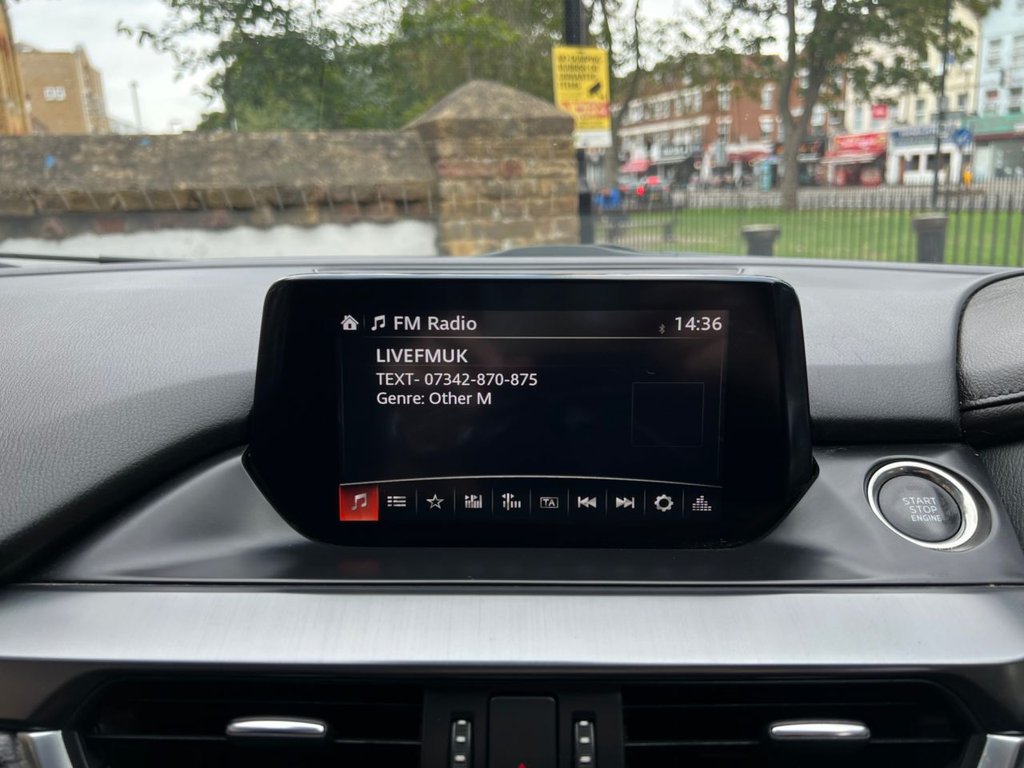 FM Radio
14:36
LIVEFMUK
TEXT- 07342-870-875
Genre: Other M
TA
START
STOP
ENGINE